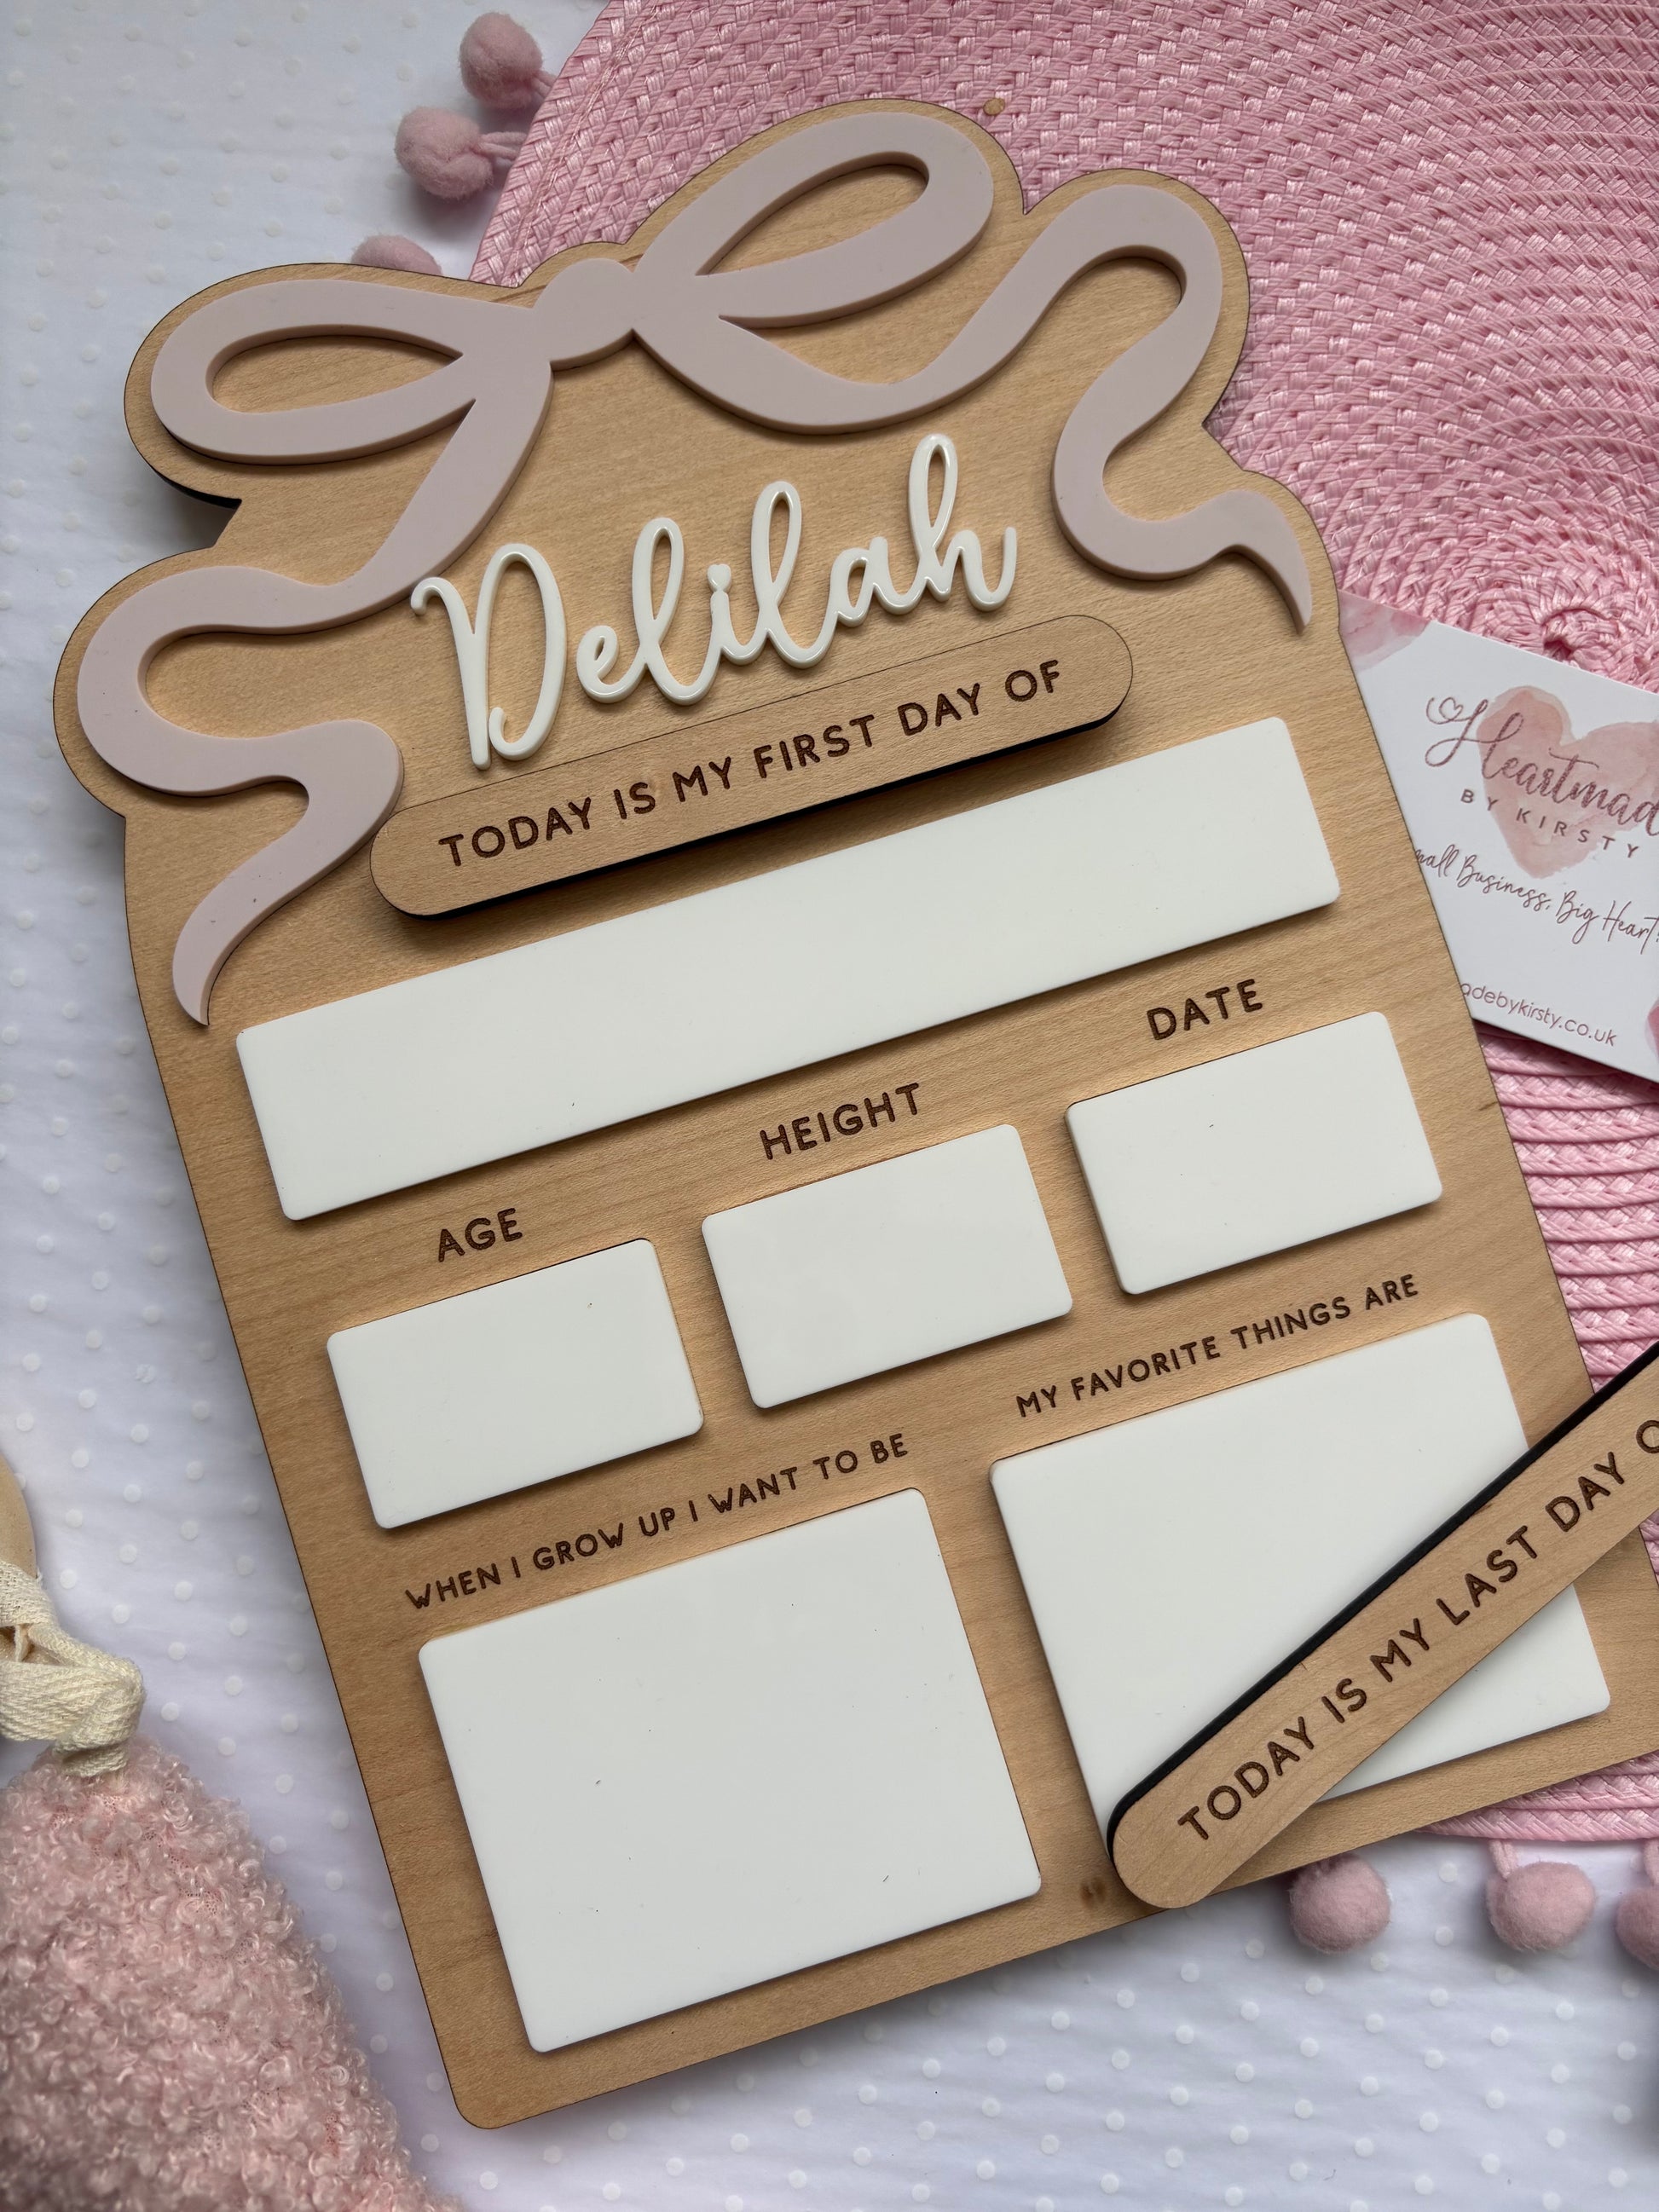 Delilah
TODAY IS MY FIRST DAY OF
DATE
HEIGHT
AGE
MY FAVORITE THINGS ARE
WHEN I GROW UP I WANT TO BE
TODAY IS MY LAST DAY
Heartmad
BY KIRSTY
Business, Big Heart
adebykirsty.co.uk